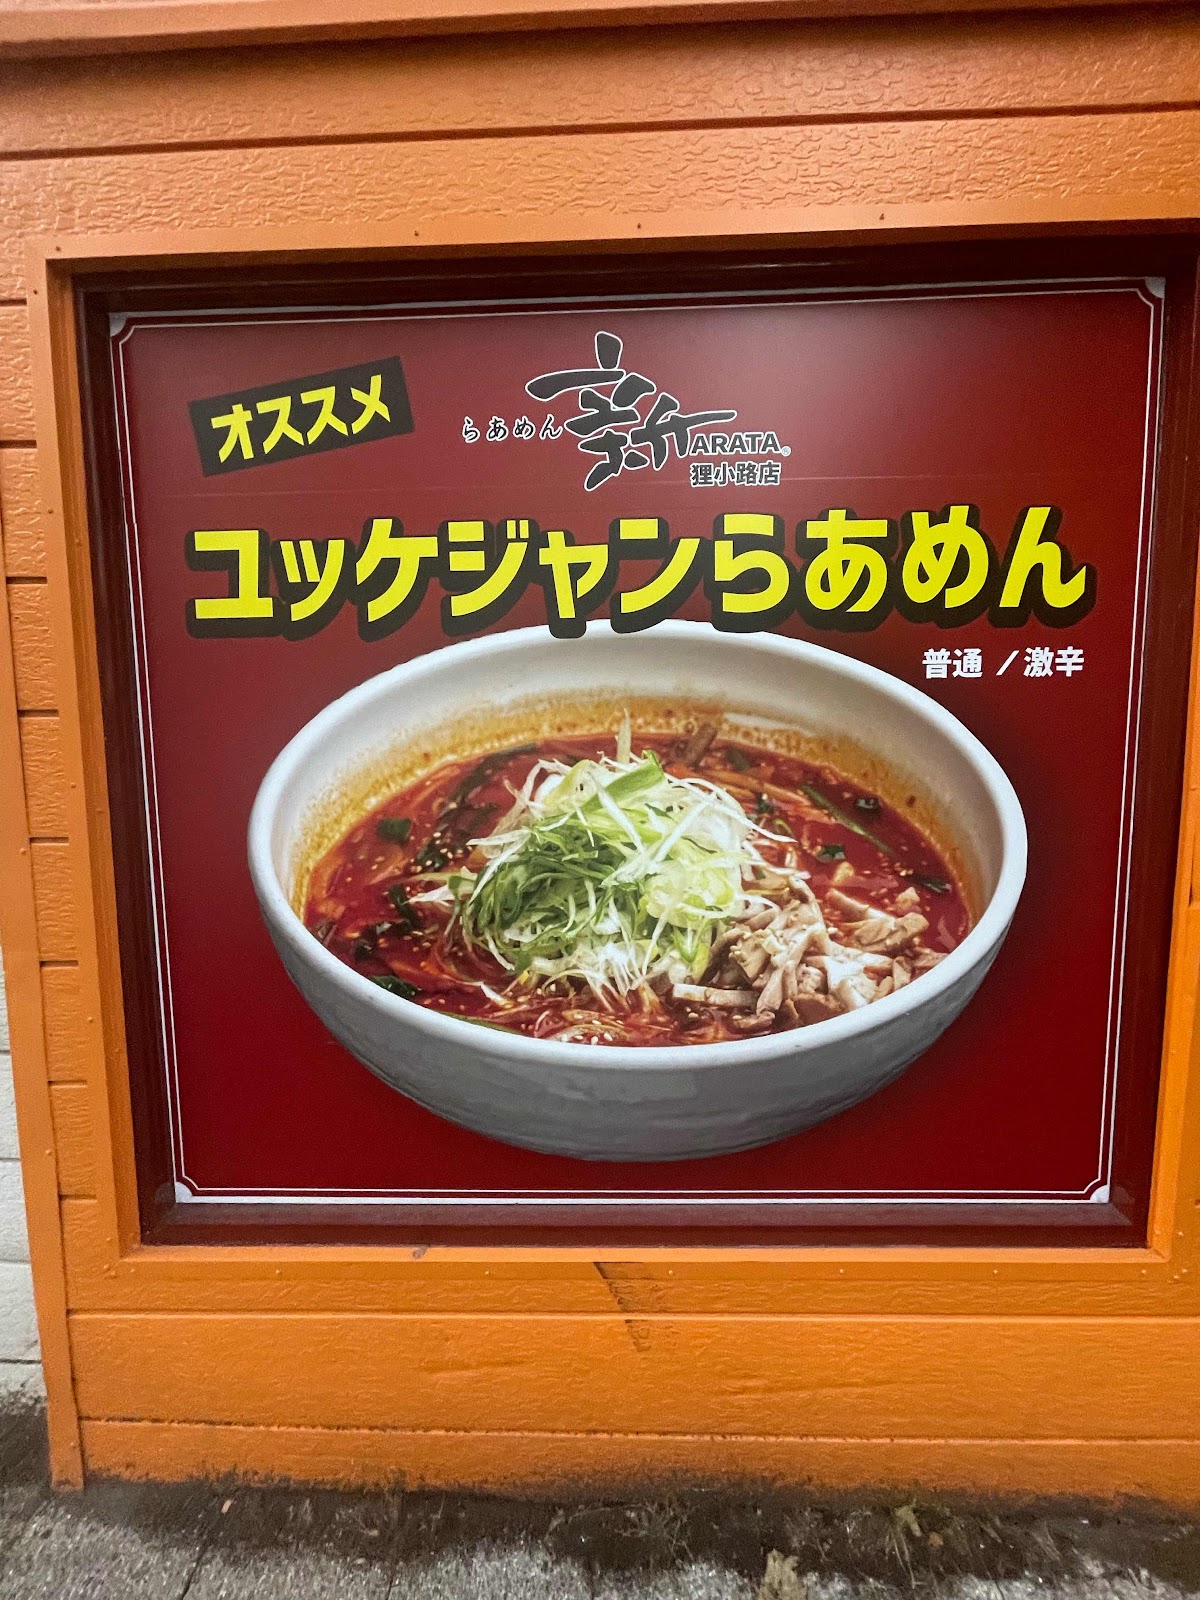 オススメ
らあめん 新 ARATA®
狸小路店
ユッケジャンらあめん
普通 / 激辛